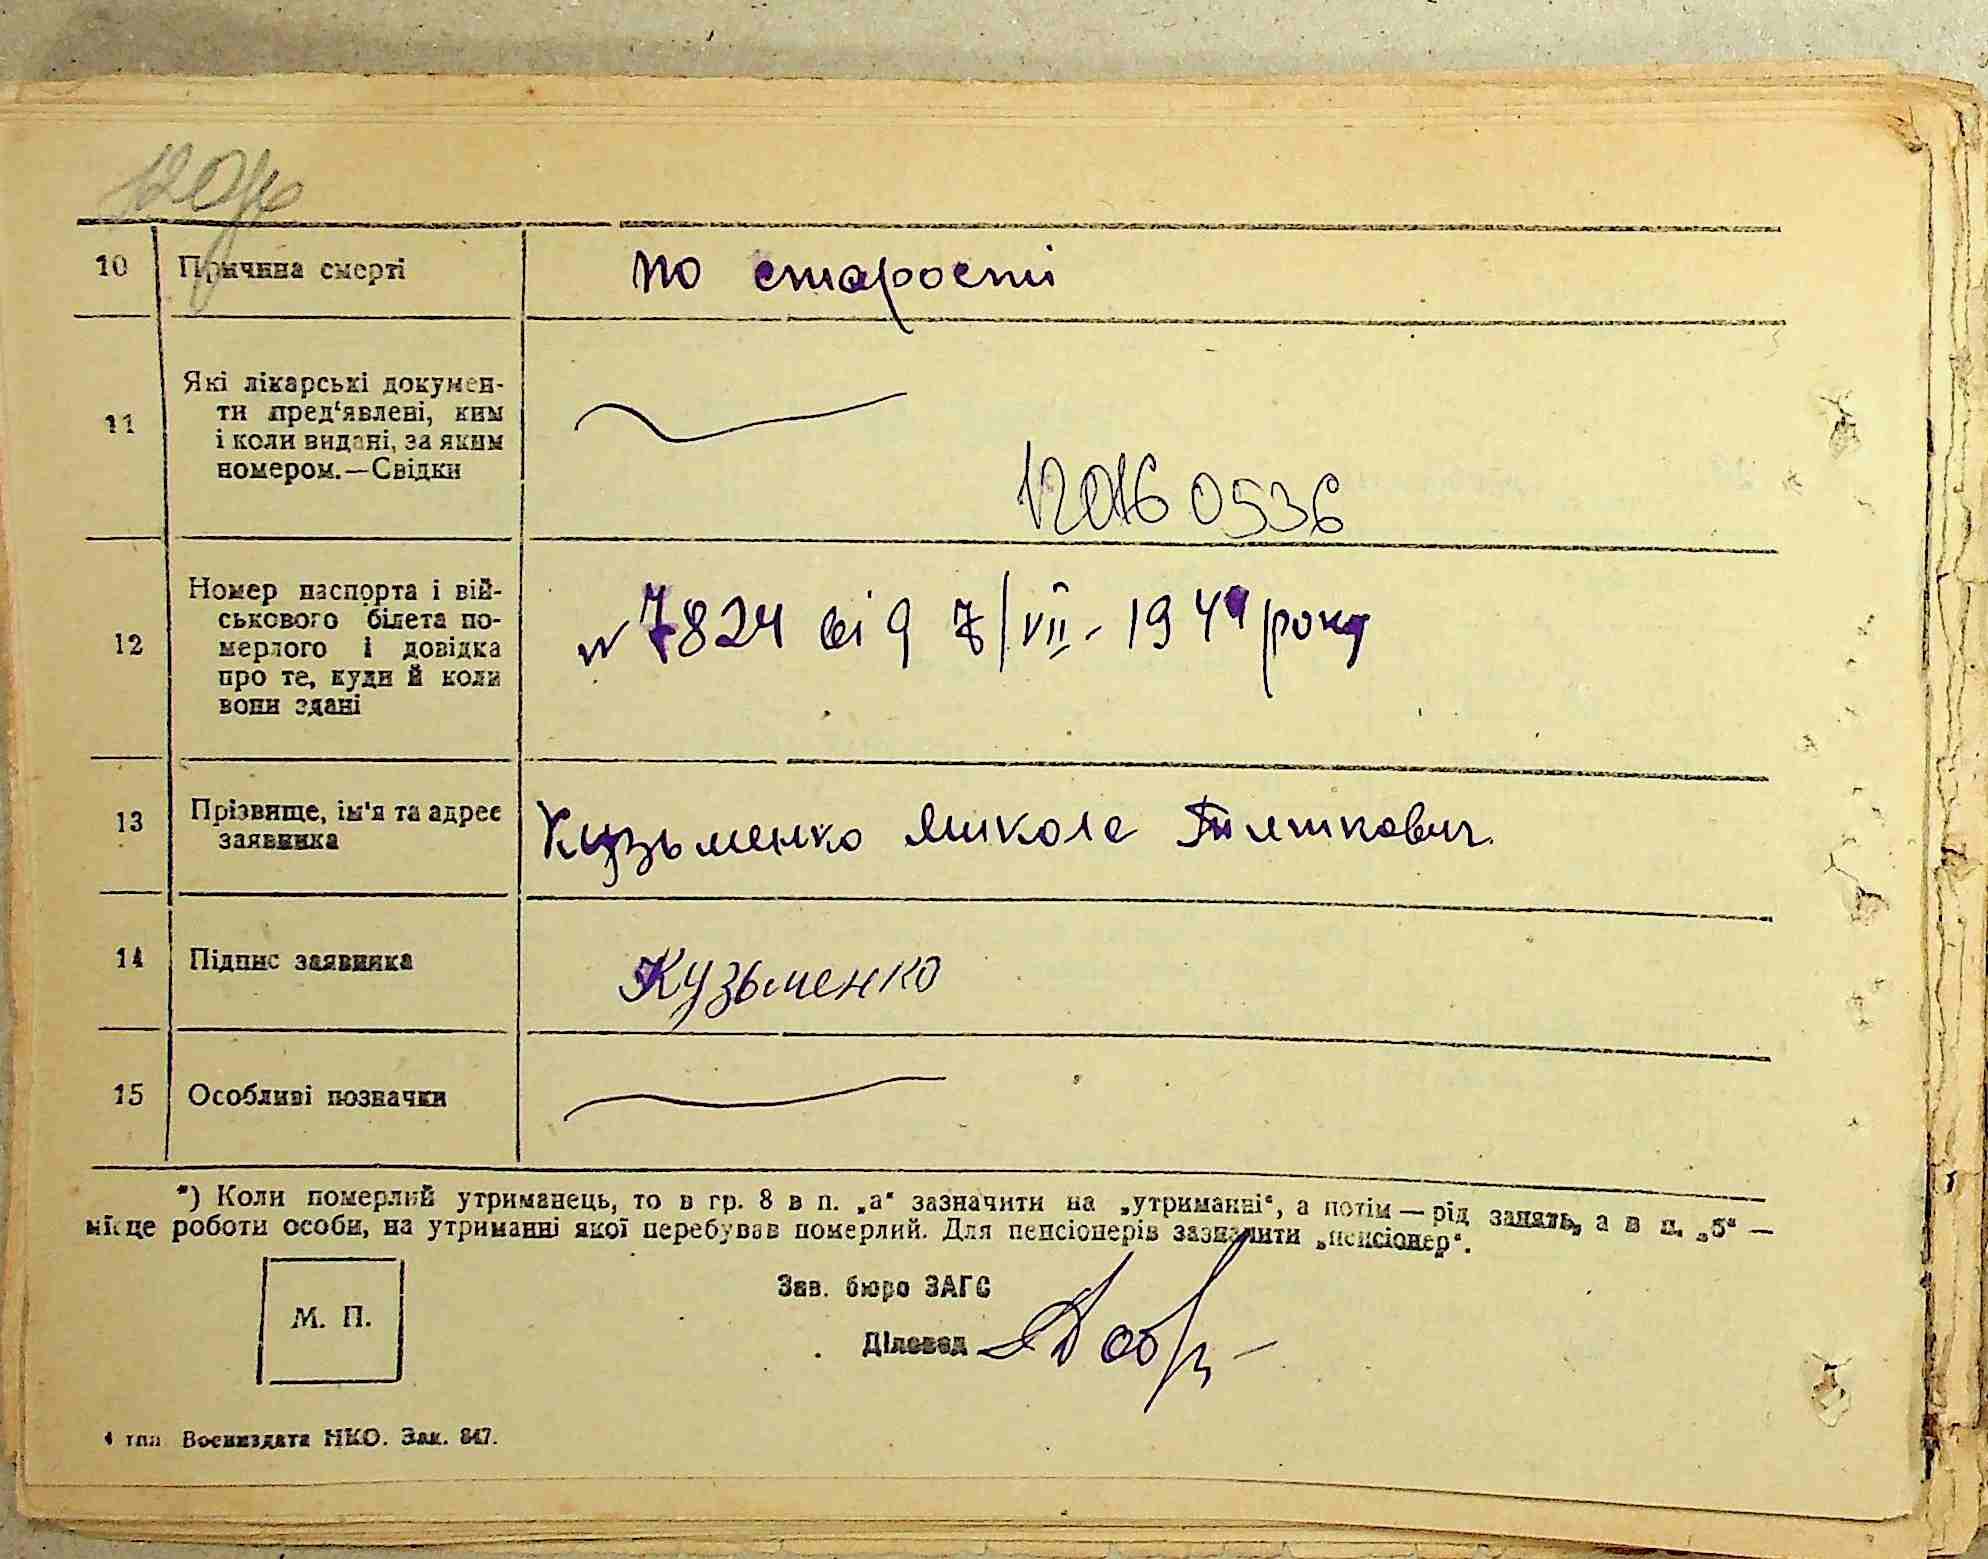 10 Причина смерті по старості
11 Які лікарські докумен-
ти пред‘явлені, ким
і коли видані, за яким
номером.—Свідки
0536
12 Номер паспорта і вій-
ськового білета по-
мерлого і довідка
про те, куди й коли
вони здані
№ 7824 від 7/VII - 1944 року
13 Прізвище, ім'я та адрес
заявника
Кузьменко Микола
14 Підпис заявника Кузьменко
15 Особливі позначки
*) Коли померлий утриманець, то в гр. 8 в п. „а“ зазначити на „утриманні“, а потім — рід занять, а в п. „б“ —
місце роботи особи, на утриманні якої перебував померлий. Для пенсіонерів зазначити „пенсіонер“.
М. П.
Зав. бюро ЗАГС
Діловод
4 тип Воениздата НКО. Зак. 847.